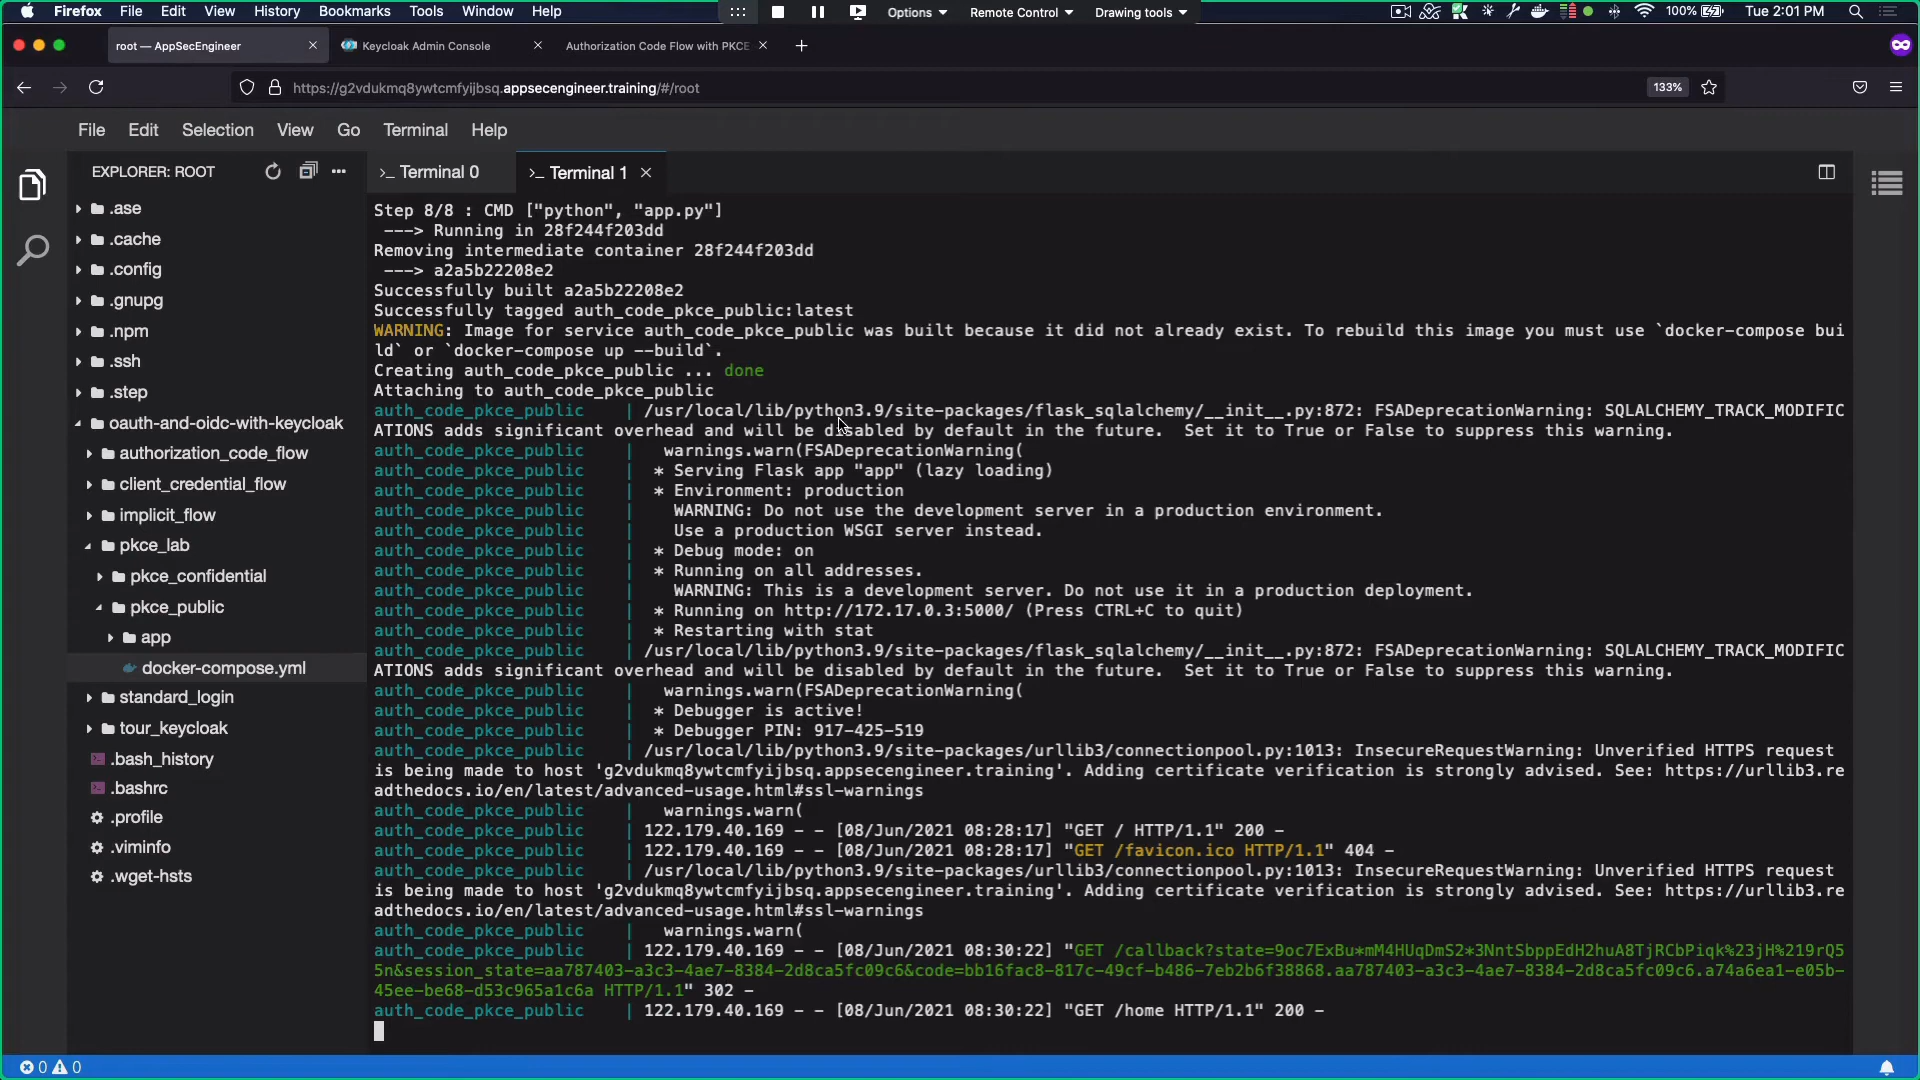 Firefox File Edit View History Bookmarks Tools Window Help Options Remote Control Drawing tools 100% Tue 2:01 PM
root — AppSecEngineer Keycloak Admin Console Authorization Code Flow with PKCE
https://g2vdukmq8ywtcmfyijbsq.appsecengineer.training/#/root 133%
File Edit Selection View Go Terminal Help
EXPLORER: ROOT
.ase
.cache
.config
.gnupg
.npm
.ssh
.step
oauth-and-oidc-with-keycloak
authorization_code_flow
client_credential_flow
implicit_flow
pkce_lab
pkce_confidential
pkce_public
app
docker-compose.yml
standard_login
tour_keycloak
.bash_history
.bashrc
.profile
.viminfo
.wget-hsts
>_ Terminal 0 >_ Terminal 1
Step 8/8 : CMD ["python", "app.py"]
---> Running in 28f244f203dd
Removing intermediate container 28f244f203dd
---> a2a5b22208e2
Successfully built a2a5b22208e2
Successfully tagged auth_code_pkce_public:latest
WARNING: Image for service auth_code_pkce_public was built because it did not already exist. To rebuild this image you must use `docker-compose bui
ld` or `docker-compose up --build`.
Creating auth_code_pkce_public ... done
Attaching to auth_code_pkce_public
auth_code_pkce_public | /usr/local/lib/python3.9/site-packages/flask_sqlalchemy/__init__.py:872: FSADeprecationWarning: SQLALCHEMY_TRACK_MODIFIC
ATIONS adds significant overhead and will be disabled by default in the future. Set it to True or False to suppress this warning.
auth_code_pkce_public | warnings.warn(FSADeprecationWarning(
auth_code_pkce_public | * Serving Flask app "app" (lazy loading)
auth_code_pkce_public | * Environment: production
auth_code_pkce_public | WARNING: Do not use the development server in a production environment.
auth_code_pkce_public | Use a production WSGI server instead.
auth_code_pkce_public | * Debug mode: on
auth_code_pkce_public | * Running on all addresses.
auth_code_pkce_public | WARNING: This is a development server. Do not use it in a production deployment.
auth_code_pkce_public | * Running on http://172.17.0.3:5000/ (Press CTRL+C to quit)
auth_code_pkce_public | * Restarting with stat
auth_code_pkce_public | /usr/local/lib/python3.9/site-packages/flask_sqlalchemy/__init__.py:872: FSADeprecationWarning: SQLALCHEMY_TRACK_MODIFIC
ATIONS adds significant overhead and will be disabled by default in the future. Set it to True or False to suppress this warning.
auth_code_pkce_public | warnings.warn(FSADeprecationWarning(
auth_code_pkce_public | * Debugger is active!
auth_code_pkce_public | * Debugger PIN: 917-425-519
auth_code_pkce_public | /usr/local/lib/python3.9/site-packages/urllib3/connectionpool.py:1013: InsecureRequestWarning: Unverified HTTPS request
is being made to host 'g2vdukmq8ywtcmfyijbsq.appsecengineer.training'. Adding certificate verification is strongly advised. See: https://urllib3.re
adthedocs.io/en/latest/advanced-usage.html#ssl-warnings
auth_code_pkce_public | warnings.warn(
auth_code_pkce_public | 122.179.40.169 - - [08/Jun/2021 08:28:17] "GET / HTTP/1.1" 200 -
auth_code_pkce_public | 122.179.40.169 - - [08/Jun/2021 08:28:17] "GET /favicon.ico HTTP/1.1" 404 -
auth_code_pkce_public | /usr/local/lib/python3.9/site-packages/urllib3/connectionpool.py:1013: InsecureRequestWarning: Unverified HTTPS request
is being made to host 'g2vdukmq8ywtcmfyijbsq.appsecengineer.training'. Adding certificate verification is strongly advised. See: https://urllib3.re
adthedocs.io/en/latest/advanced-usage.html#ssl-warnings
auth_code_pkce_public | warnings.warn(
auth_code_pkce_public | 122.179.40.169 - - [08/Jun/2021 08:30:22] "GET /callback?state=9oc7ExBu*mM4HUqDmS2*3NntSbppEdH2huA8TjRCbPiqk%23jH%219rQ5
5n&session_state=aa787403-a3c3-4ae7-8384-2d8ca5fc09c6&code=bb16fac8-817c-49cf-b486-7eb2b6f38868.aa787403-a3c3-4ae7-8384-2d8ca5fc09c6.a74a6ea1-e05b-
45ee-be68-d53c965a1c6a HTTP/1.1" 302 -
auth_code_pkce_public | 122.179.40.169 - - [08/Jun/2021 08:30:22] "GET /home HTTP/1.1" 200 -
0 0